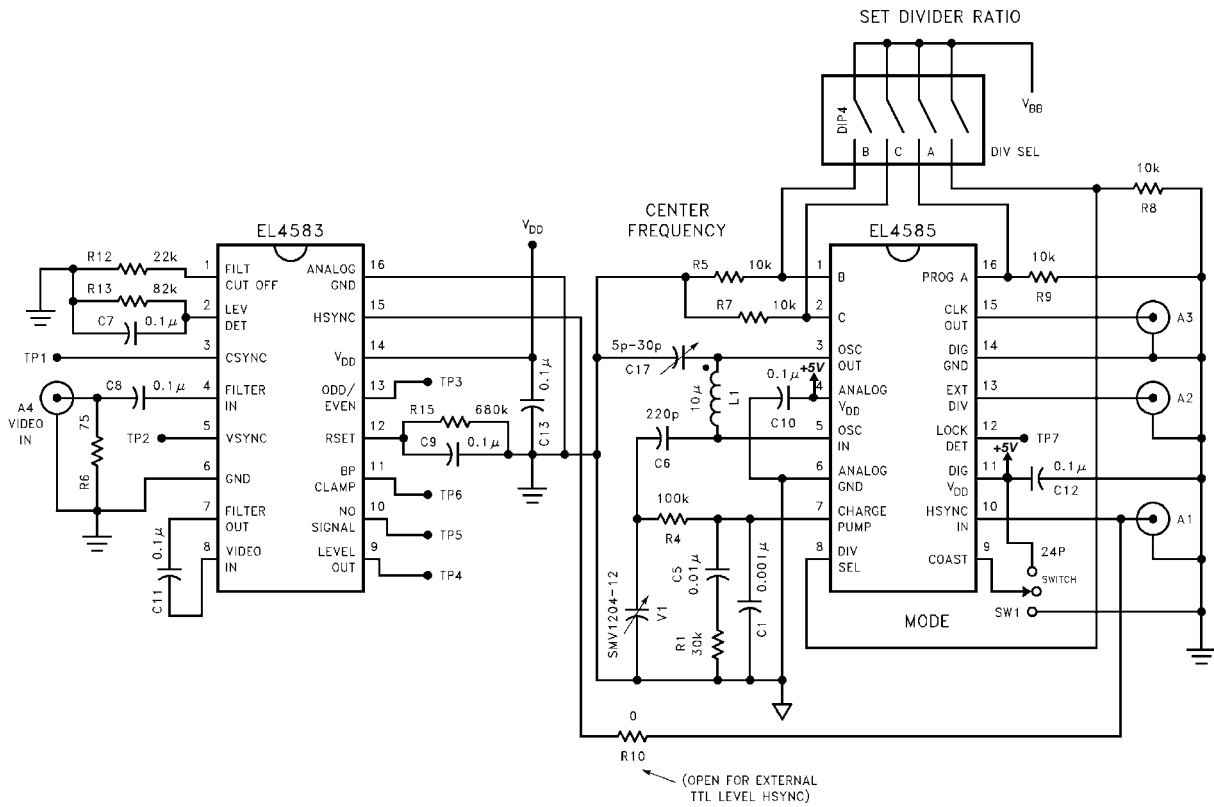 SET DIVIDER RATIO
VBB
DIP4
B
C
A
DIV SEL
10k
R8
CENTER
FREQUENCY
VDD
EL4583
EL4585
R12
22k
R13
82k
C7
0.1µ
TP1
C8
0.1µ
A4
VIDEO
IN
75
R6
TP2
0.1µ
C11
1
FILT
CUT OFF
2
LEV
DET
3
CSYNC
4
FILTER
IN
5
VSYNC
6
GND
7
FILTER
OUT
8
VIDEO
IN
ANALOG
GND
16
HSYNC
15
VDD
14
ODD/
EVEN
13
RSET
12
BP
CLAMP
11
NO
SIGNAL
10
LEVEL
OUT
9
TP3
R15
680k
C9
0.1µ
TP6
TP5
TP4
0.1µ
C13
R5
10k
R7
10k
5p-30p
C17
10µ
L1
0.1µ
C10
+5V
220p
C6
100k
R4
SMV1204-12
V1
C5
0.01µ
R1
30k
0.001µ
C1
1
B
2
C
3
OSC
OUT
4
ANALOG
VDD
5
OSC
IN
6
ANALOG
GND
7
CHARGE
PUMP
8
DIV
SEL
PROG A
16
CLK
OUT
15
DIG
GND
14
EXT
DIV
13
LOCK
DET
12
DIG
VDD
11
HSYNC
IN
10
COAST
9
10k
R9
A3
A2
TP7
+5V
0.1µ
C12
A1
24P
SWITCH
SW1
MODE
0
R10
(OPEN FOR EXTERNAL
TTL LEVEL HSYNC)